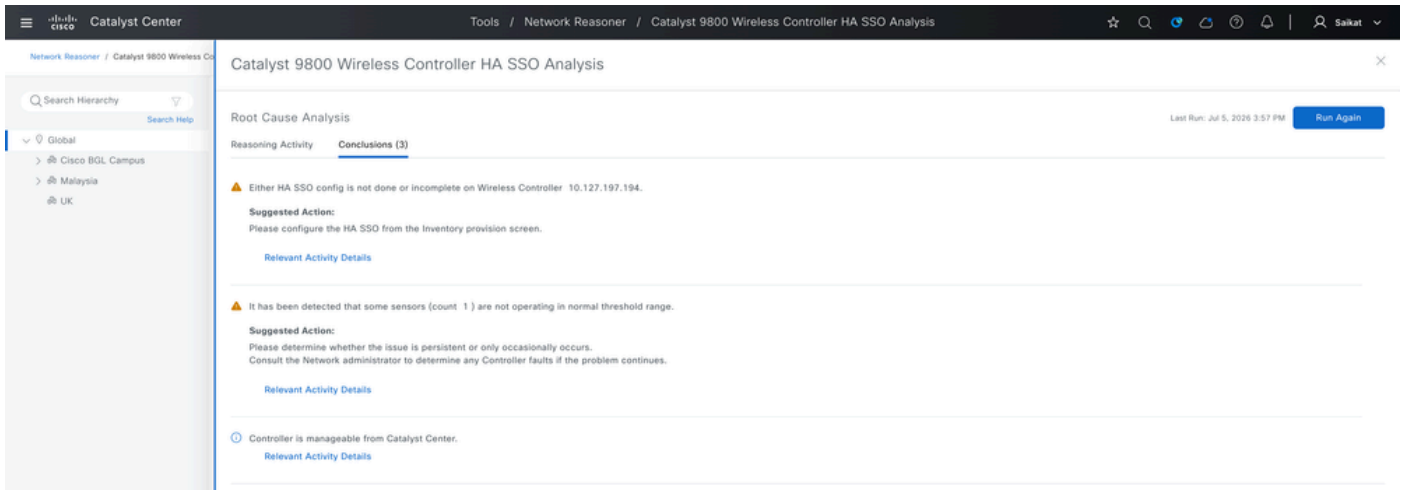 CISCO Catalyst Center
Tools / Network Reasoner / Catalyst 9800 Wireless Controller HA SSO Analysis
Saikat
Network Reasoner / Catalyst 9800 Wireless Co
Catalyst 9800 Wireless Controller HA SSO Analysis
Search Hierarchy
Search Help
Global
Cisco BGL Campus
Malaysia
UK
Root Cause Analysis
Last Run: Jul 5, 2026 3:57 PM
Run Again
Reasoning Activity
Conclusions (3)
Either HA SSO config is not done or incomplete on Wireless Controller 10.127.197.194.
Suggested Action:
Please configure the HA SSO from the Inventory provision screen.
Relevant Activity Details
It has been detected that some sensors (count 1 ) are not operating in normal threshold range.
Suggested Action:
Please determine whether the issue is persistent or only occasionally occurs.
Consult the Network administrator to determine any Controller faults if the problem continues.
Relevant Activity Details
Controller is manageable from Catalyst Center.
Relevant Activity Details